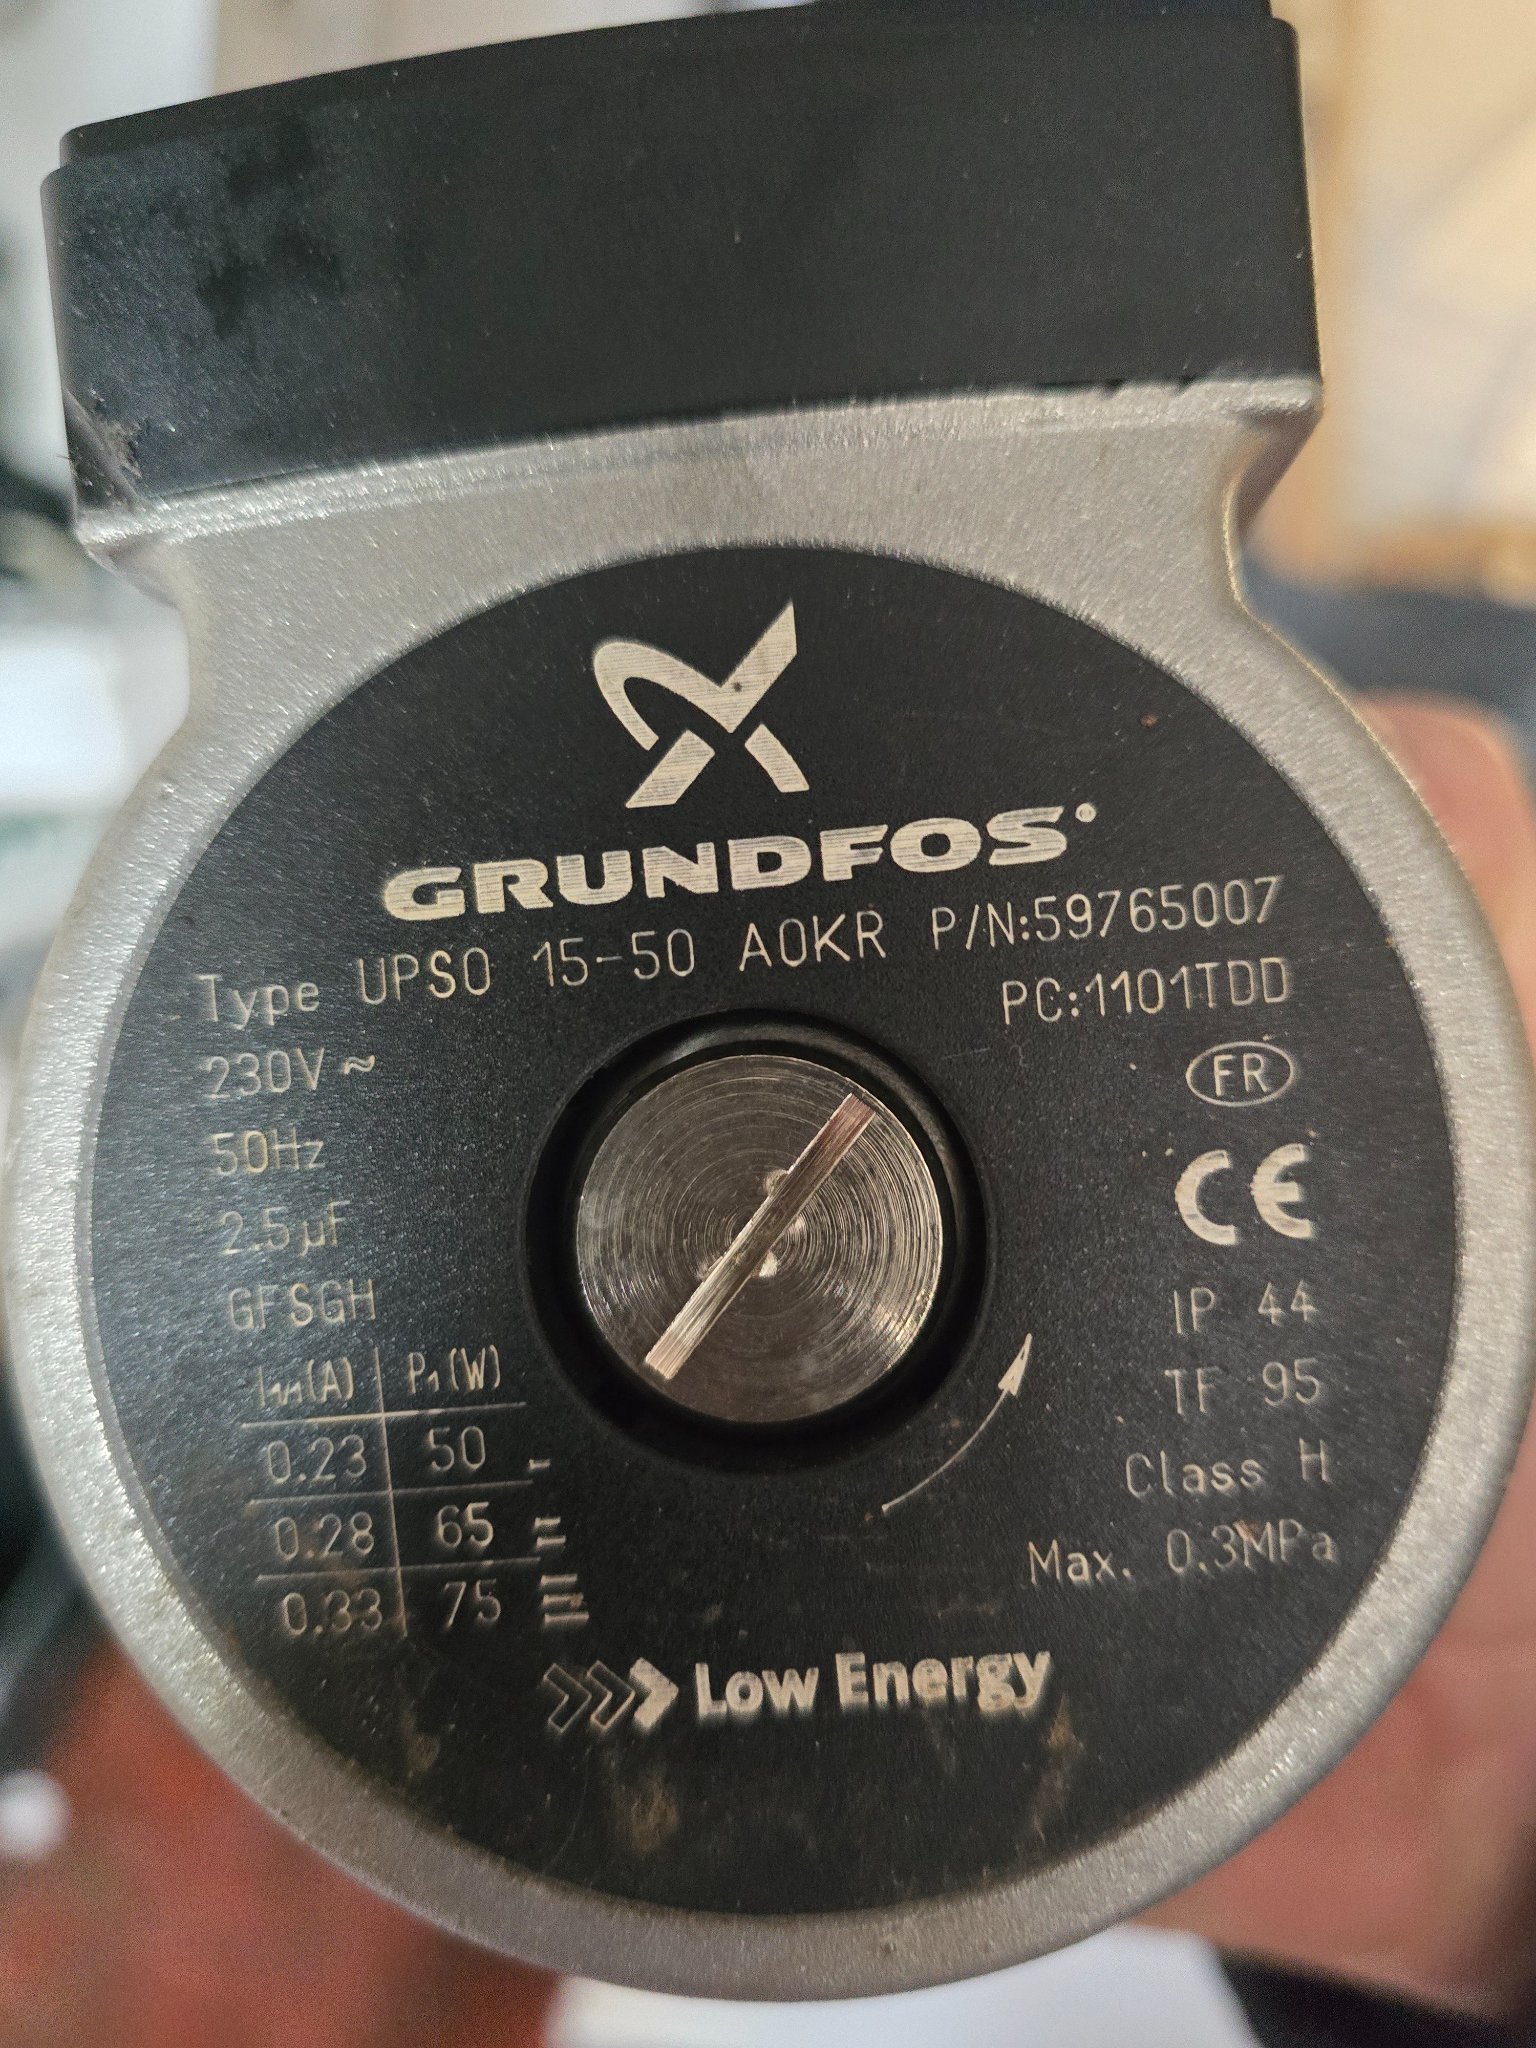 GRUNDFOS®
Type UPSO 15-50 AOKR P/N:59765007
PC:1101TDD
230V~
FR
50Hz
CE
2.5µF
GFSGH
IP 44
I1/1(A) P1(W)
TF 95
0.23 50
Class H
0.28 65
Max. 0.3MPa
0.33 75
Low Energy